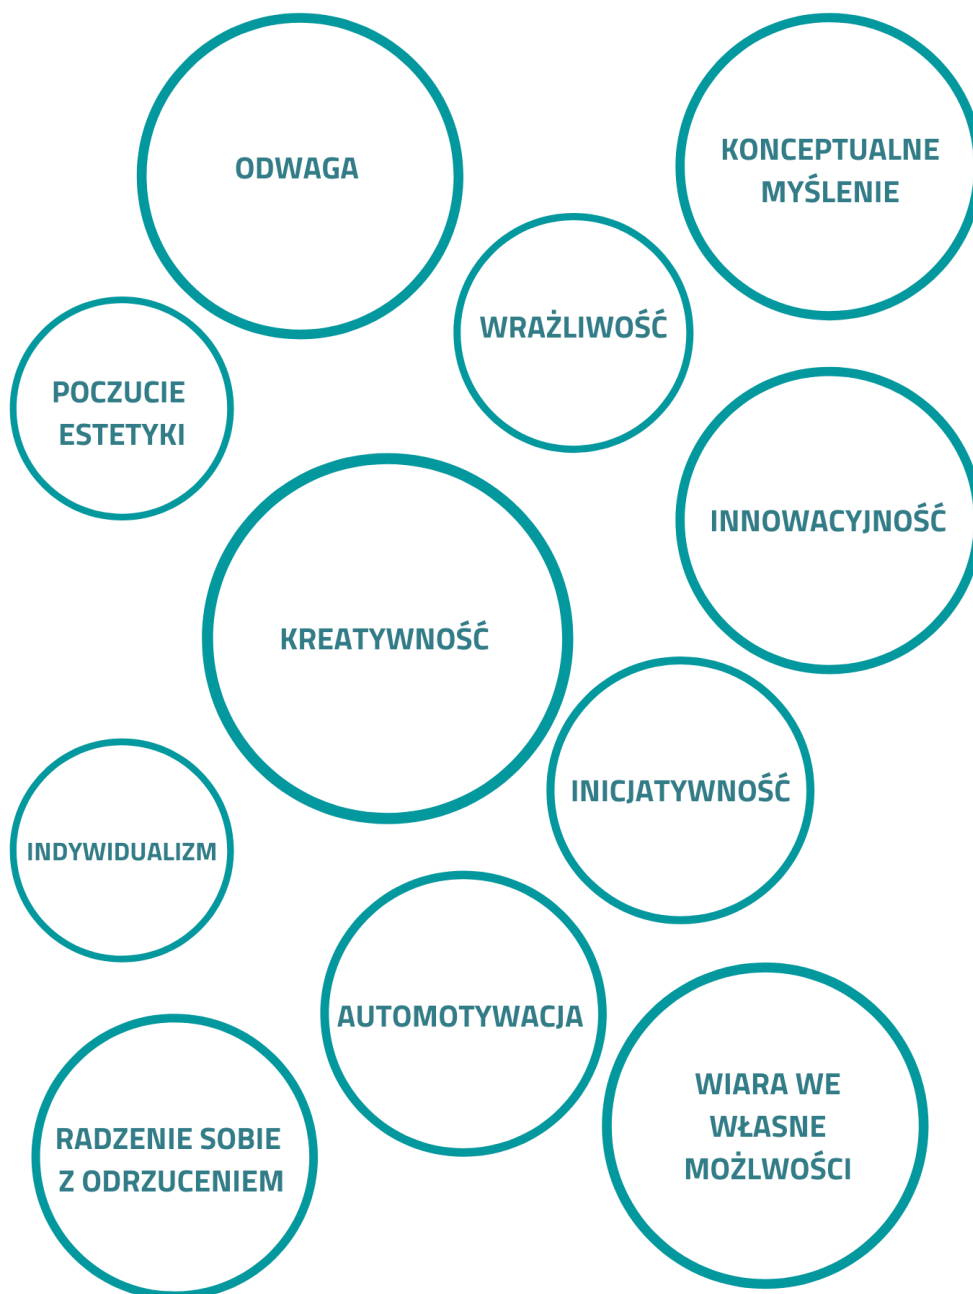 ODWAGA
KONCEPTUALNE
MYŚLENIE
WRAŻLIWOŚĆ
POCZUCIE
ESTETYKI
INNOWACYJNOŚĆ
KREATYWNOŚĆ
INICJATYWNOŚĆ
INDYWIDUALIZM
AUTOMOTYWACJA
WIARA WE
WŁASNE
MOŻLWOŚCI
RADZENIE SOBIE
Z ODRZUCENIEM